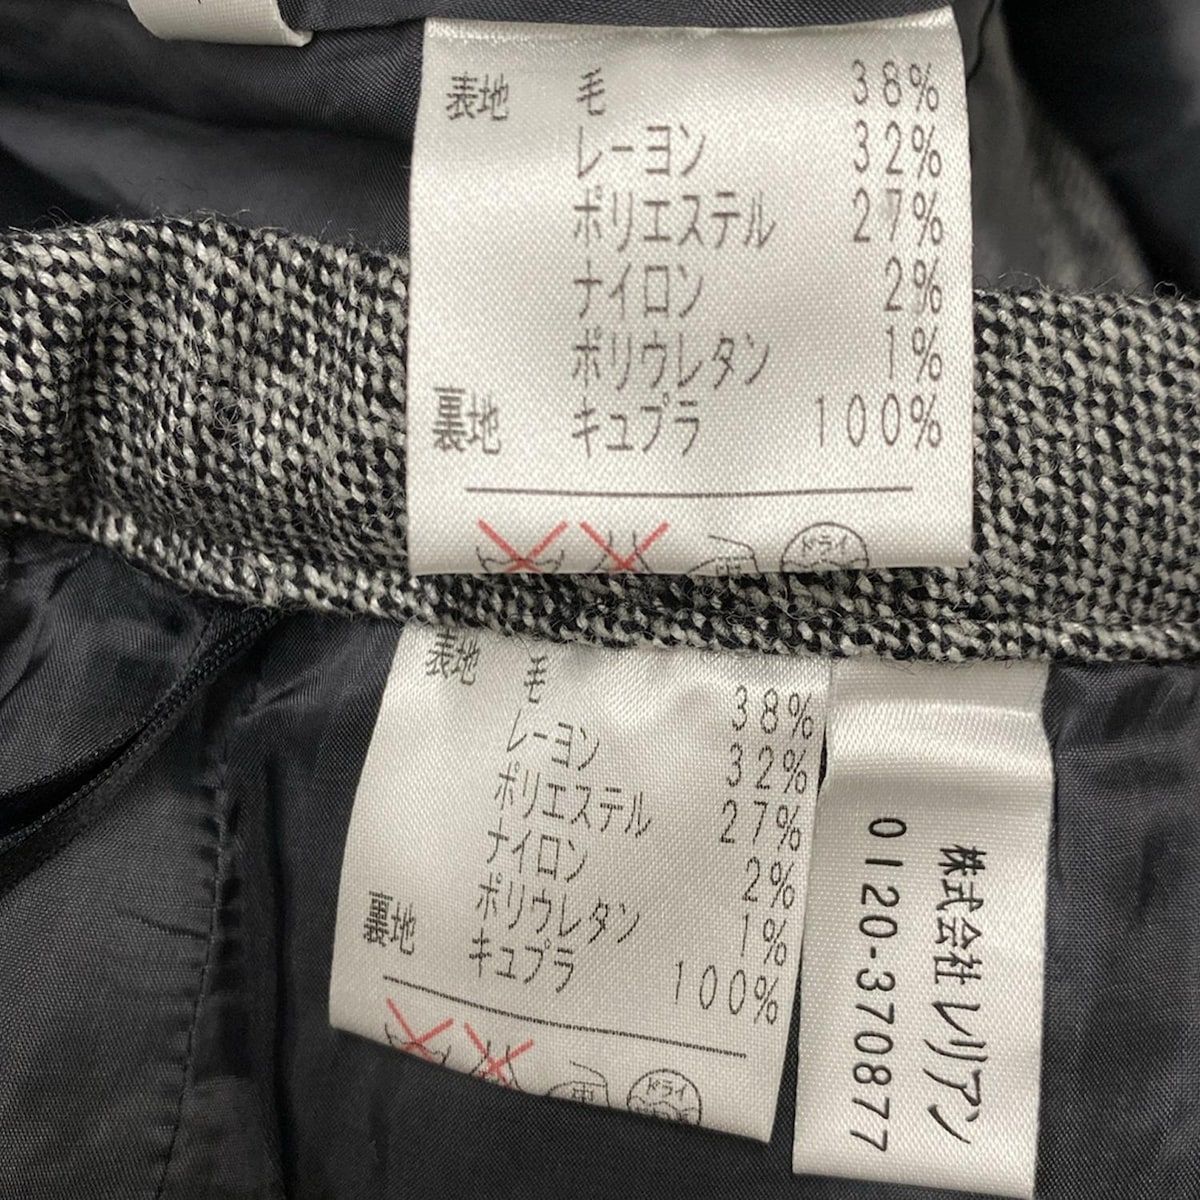 表地 毛 38%
レーヨン 32%
ポリエステル 27%
ナイロン 2%
ポリウレタン 1%
裏地 キュプラ 100%
ドライ
表地 毛 38%
レーヨン 32%
ポリエステル 27%
ナイロン 2%
ポリウレタン 1%
裏地 キュプラ 100%
ドライ
株式会社レリアン
0120-370877